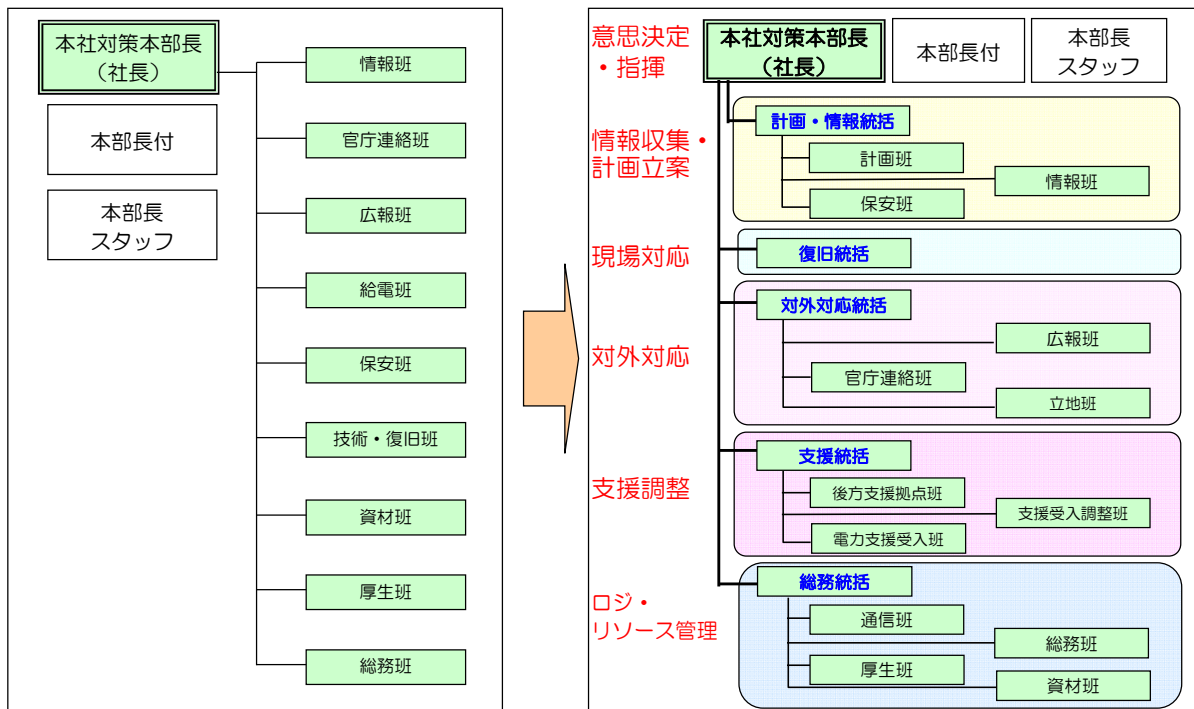 本社対策本部長
（社長）
本部長付
本部長
スタッフ
情報班
官庁連絡班
広報班
給電班
保安班
技術・復旧班
資材班
厚生班
総務班
意思決定
・指揮
本社対策本部長
（社長）
本部長付
本部長
スタッフ
情報収集・
計画立案
計画・情報統括
計画班
情報班
保安班
現場対応
復旧統括
対外対応
対外対応統括
広報班
官庁連絡班
立地班
支援調整
支援統括
後方支援拠点班
支援受入調整班
電力支援受入班
ロジ・
リソース管理
総務統括
通信班
総務班
厚生班
資材班